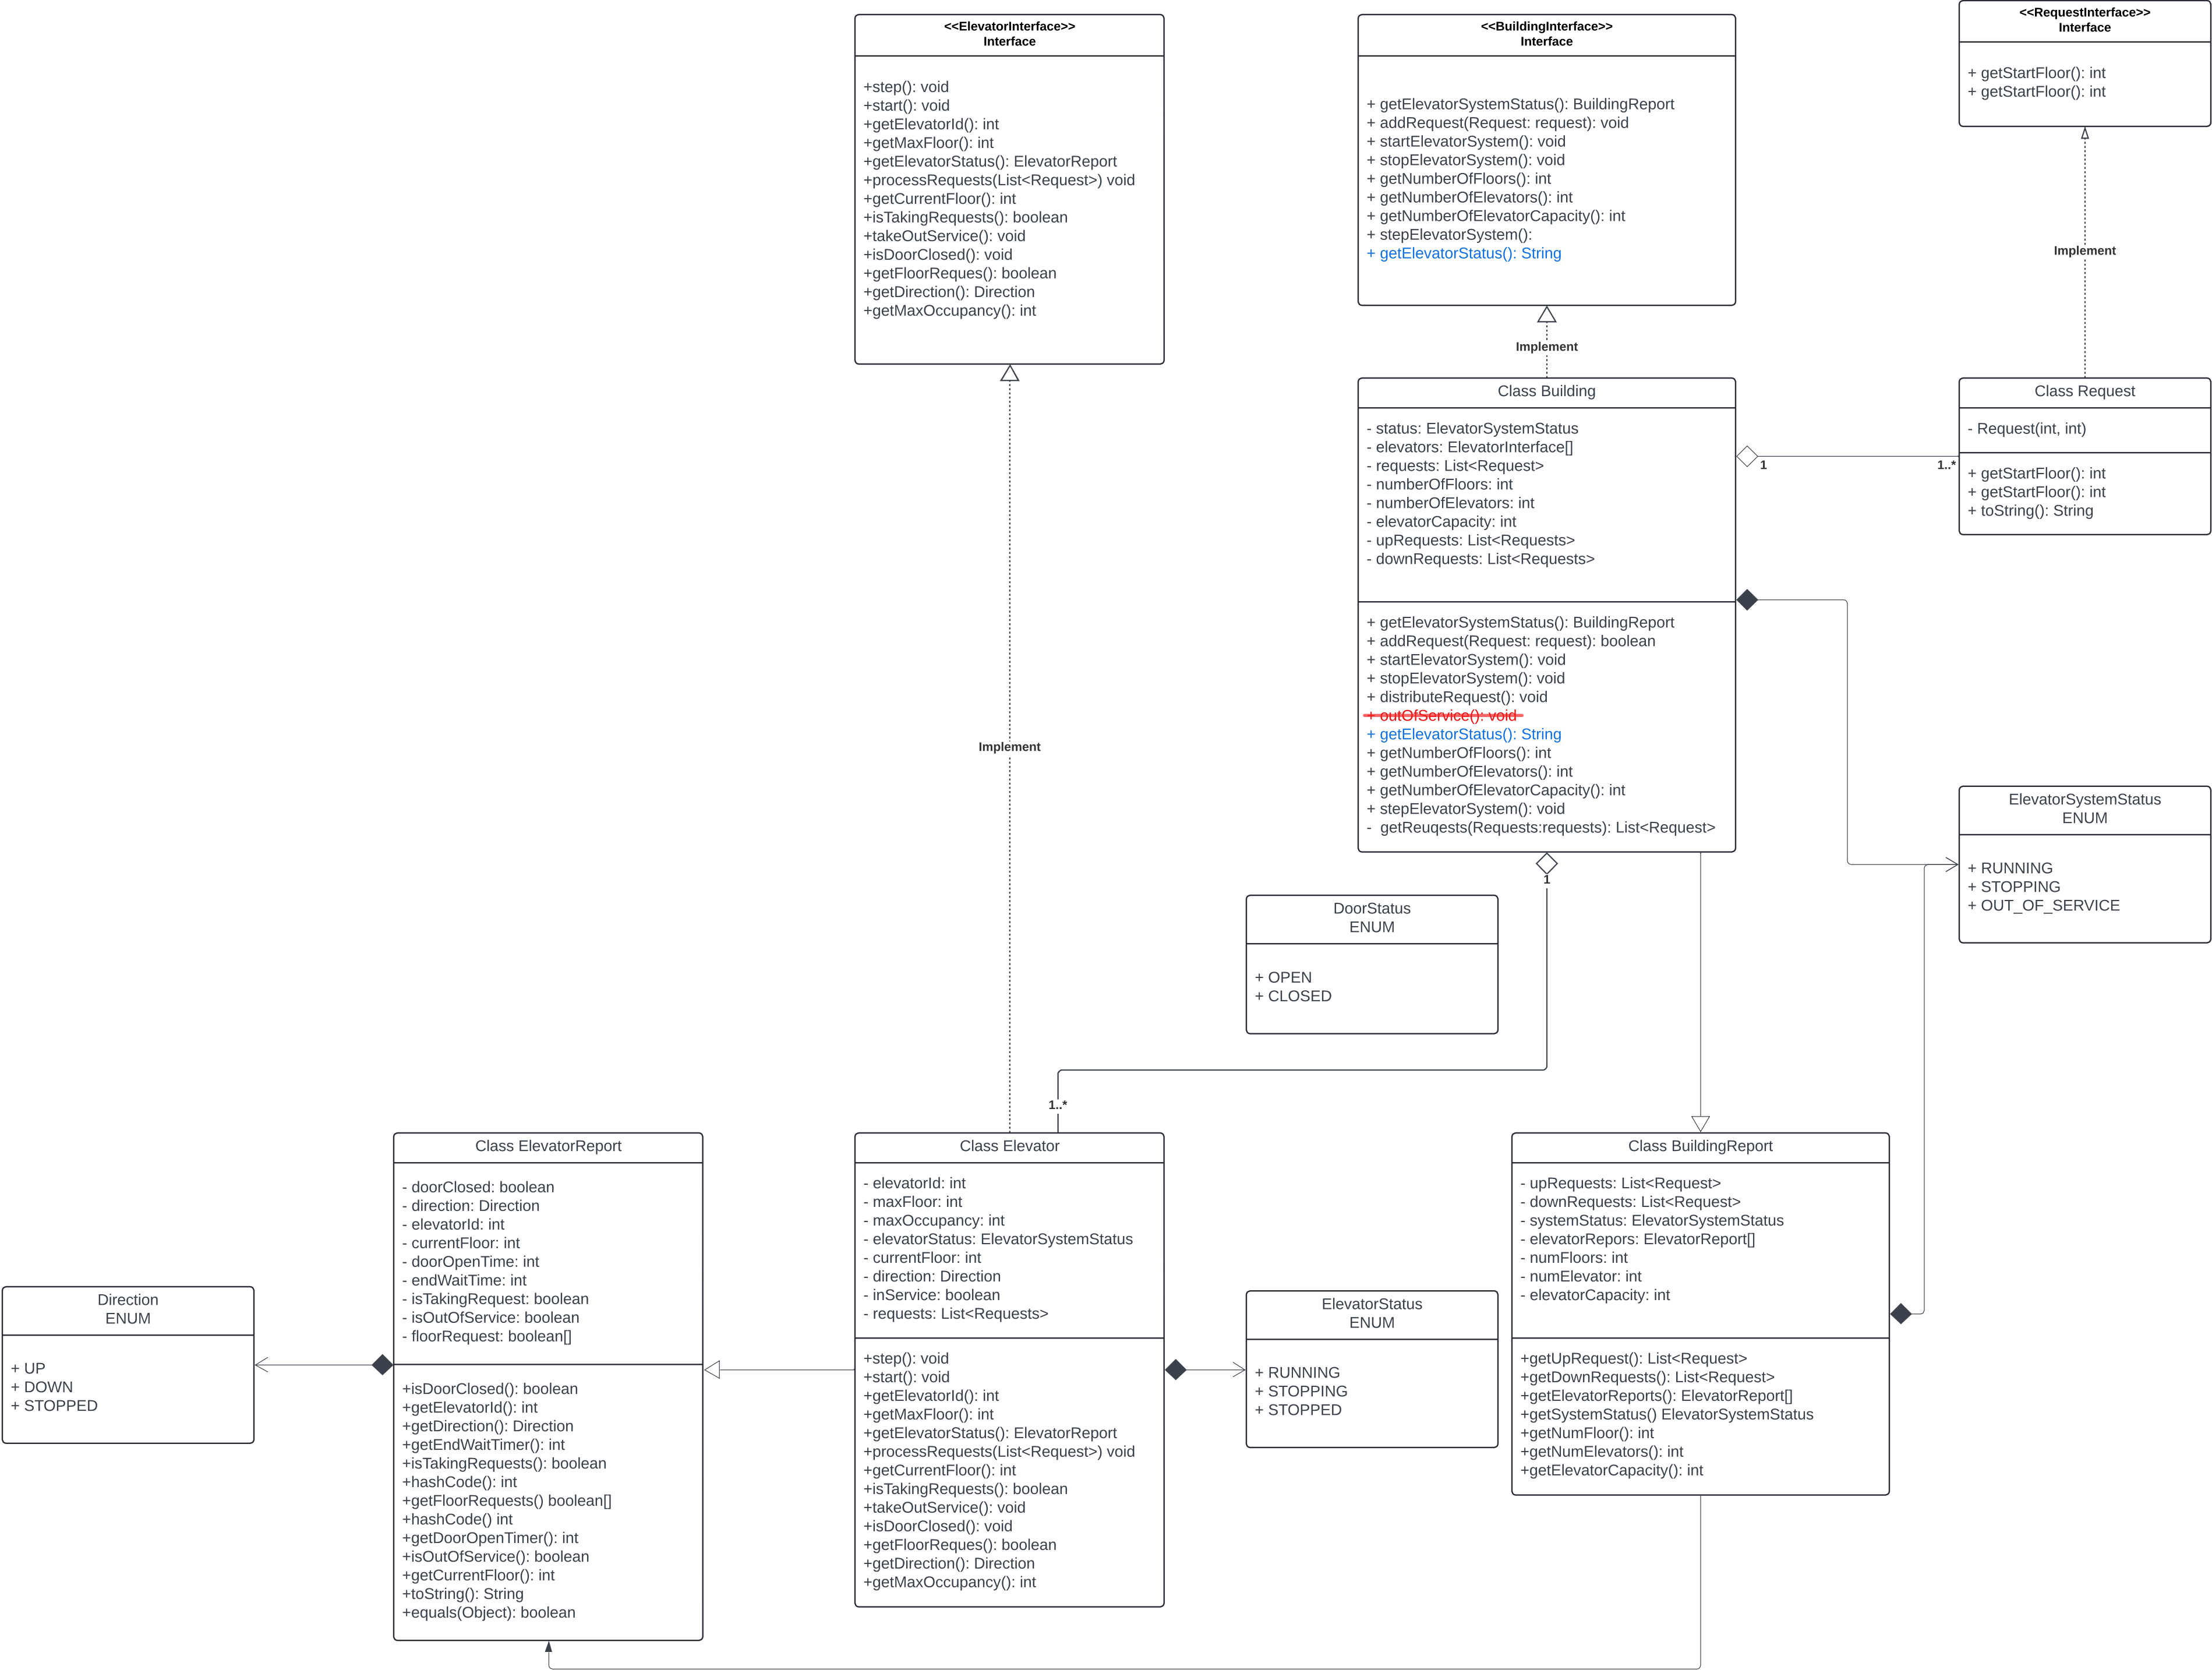 <<ElevatorInterface>>
Interface
+step(): void
+start(): void
+getElevatorId(): int
+getMaxFloor(): int
+getElevatorStatus(): ElevatorReport
+processRequests(List<Request>) void
+getCurrentFloor(): int
+isTakingRequests(): boolean
+takeOutService(): void
+isDoorClosed(): void
+getFloorReques(): boolean
+getDirection(): Direction
+getMaxOccupancy(): int
<<BuildingInterface>>
Interface
+ getElevatorSystemStatus(): BuildingReport
+ addRequest(Request: request): void
+ startElevatorSystem(): void
+ stopElevatorSystem(): void
+ getNumberOfFloors(): int
+ getNumberOfElevators(): int
+ getNumberOfElevatorCapacity(): int
+ stepElevatorSystem():
+ getElevatorStatus(): String
<<RequestInterface>>
Interface
+ getStartFloor(): int
+ getStartFloor(): int
Implement
Implement
Implement
Class Building
- status: ElevatorSystemStatus
- elevators: ElevatorInterface[]
- requests: List<Request>
- numberOfFloors: int
- numberOfElevators: int
- elevatorCapacity: int
- upRequests: List<Requests>
- downRequests: List<Requests>
+ getElevatorSystemStatus(): BuildingReport
+ addRequest(Request: request): boolean
+ startElevatorSystem(): void
+ stopElevatorSystem(): void
+ distributeRequest(): void
+ outOfService(): void
+ getElevatorStatus(): String
+ getNumberOfFloors(): int
+ getNumberOfElevators(): int
+ getNumberOfElevatorCapacity(): int
+ stepElevatorSystem(): void
- getReuqests(Requests:requests): List<Request>
1
1..*
Class Request
- Request(int, int)
+ getStartFloor(): int
+ getStartFloor(): int
+ toString(): String
ElevatorSystemStatus
ENUM
+ RUNNING
+ STOPPING
+ OUT_OF_SERVICE
1
DoorStatus
ENUM
+ OPEN
+ CLOSED
1..*
Direction
ENUM
+ UP
+ DOWN
+ STOPPED
Class ElevatorReport
- doorClosed: boolean
- direction: Direction
- elevatorId: int
- currentFloor: int
- doorOpenTime: int
- endWaitTime: int
- isTakingRequest: boolean
- isOutOfService: boolean
- floorRequest: boolean[]
+isDoorClosed(): boolean
+getElevatorId(): int
+getDirection(): Direction
+getEndWaitTimer(): int
+isTakingRequests(): boolean
+hashCode(): int
+getFloorRequests() boolean[]
+hashCode() int
+getDoorOpenTimer(): int
+isOutOfService(): boolean
+getCurrentFloor(): int
+toString(): String
+equals(Object): boolean
Class Elevator
- elevatorId: int
- maxFloor: int
- maxOccupancy: int
- elevatorStatus: ElevatorSystemStatus
- currentFloor: int
- direction: Direction
- inService: boolean
- requests: List<Requests>
+step(): void
+start(): void
+getElevatorId(): int
+getMaxFloor(): int
+getElevatorStatus(): ElevatorReport
+processRequests(List<Request>) void
+getCurrentFloor(): int
+isTakingRequests(): boolean
+takeOutService(): void
+isDoorClosed(): void
+getFloorReques(): boolean
+getDirection(): Direction
+getMaxOccupancy(): int
ElevatorStatus
ENUM
+ RUNNING
+ STOPPING
+ STOPPED
Class BuildingReport
- upRequests: List<Request>
- downRequests: List<Request>
- systemStatus: ElevatorSystemStatus
- elevatorRepors: ElevatorReport[]
- numFloors: int
- numElevator: int
- elevatorCapacity: int
+getUpRequest(): List<Request>
+getDownRequests(): List<Request>
+getElevatorReports(): ElevatorReport[]
+getSystemStatus() ElevatorSystemStatus
+getNumFloor(): int
+getNumElevators(): int
+getElevatorCapacity(): int